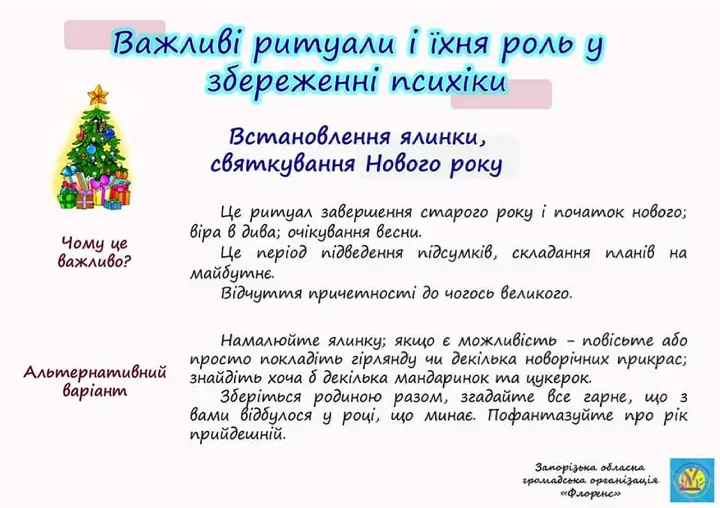 Важливі ритуали і їхня роль у
збереженні психіки
Встановлення ялинки,
святкування Нового року
Чому це
важливо?
Це ритуал завершення старого року і початок нового;
віра в дива; очікування весни.
Це період підведення підсумків, складання планів на
майбутнє.
Відчуття причетності до чогось великого.
Альтернативний
варіант
Намалюйте ялинку; якщо є можливість - повісьте або
просто покладіть гірлянду чи декілька новорічних прикрас;
знайдіть хоча б декілька мандаринок та цукерок.
Зберіться родиною разом, згадайте все гарне, що з
вами відбулося у році, що минає. Пофантазуйте про рік
прийдешній.
Запорізька обласна
громадська організація
«Флоренс»